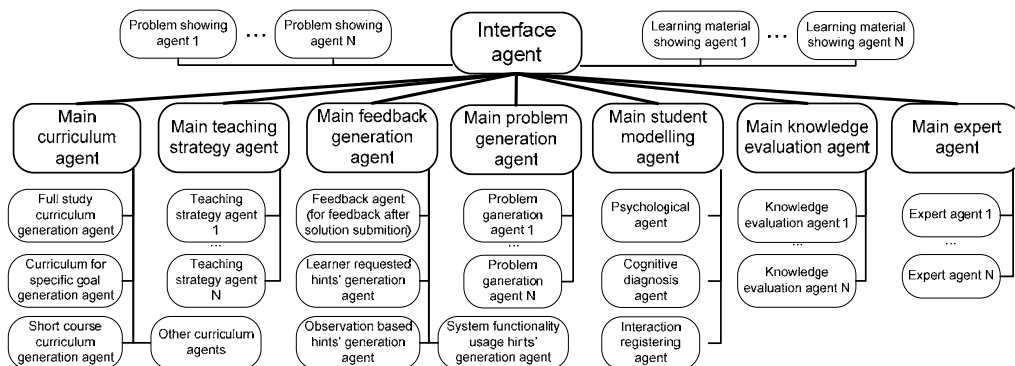 Problem showing
agent 1
...
Problem showing
agent N
Interface
agent
Learning material
showing agent 1
...
Learning material
showing agent N
Main
curriculum
agent
Main teaching
strategy agent
Main feedback
generation
agent
Main problem
generation
agent
Main student
modelling
agent
Main knowledge
evaluation agent
Main expert
agent
Full study
curriculum
generation agent
Curriculum for
specific goal
generation agent
Short course
curriculum
generation agent
Other curriculum
agents
Teaching
strategy agent
1
...
Teaching
strategy agent
N
Feedback agent
(for feedback after
solution submition)
Learner requested
hints' generation
agent
Observation based
hints' generation
agent
System functionality
usage hints'
generation agent
Problem
ganeration
agent 1
...
Problem
ganeration
agent N
Psychological
agent
Cognitive
diagnosis
agent
Interaction
registering
agent
Knowledge
evaluation agent 1
...
Knowledge
evaluation agent N
Expert agent 1
...
Expert agent N